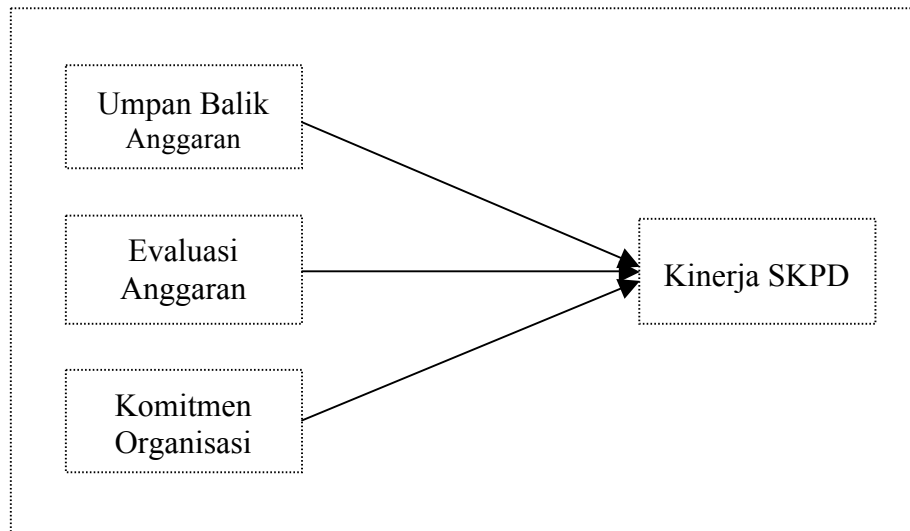 Umpan Balik
Anggaran
Evaluasi
Anggaran
Kinerja SKPD
Komitmen
Organisasi